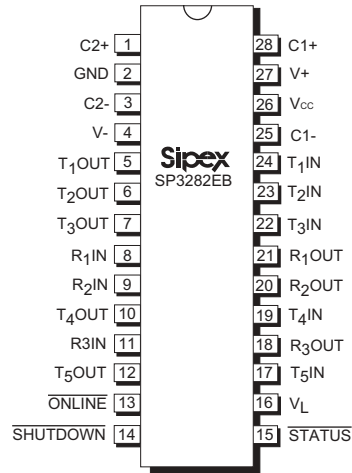 C2+ 1 28 C1+
GND 2 27 V+
C2- 3 26 Vcc
V- 4 25 C1-
Sipex
SP3282EB
T1OUT 5 24 T1IN
T2OUT 6 23 T2IN
T3OUT 7 22 T3IN
R1IN 8 21 R1OUT
R2IN 9 20 R2OUT
T4OUT 10 19 T4IN
R3IN 11 18 R3OUT
T5OUT 12 17 T5IN
ONLINE 13 16 VL
SHUTDOWN 14 15 STATUS